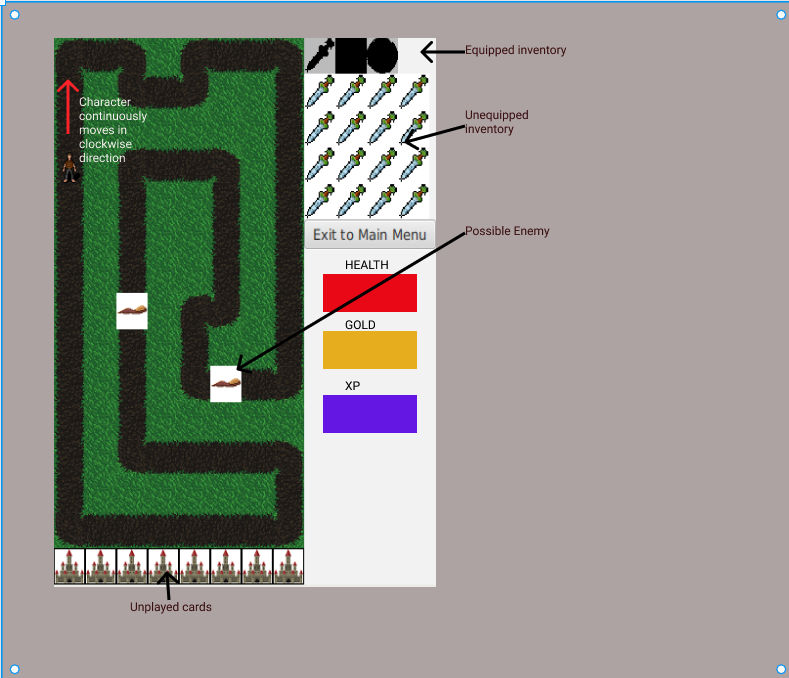 Equipped inventory
Character
continuously
moves in
clockwise
direction
Unequipped
inventory
Exit to Main Menu
Possible Enemy
HEALTH
GOLD
XP
Unplayed cards